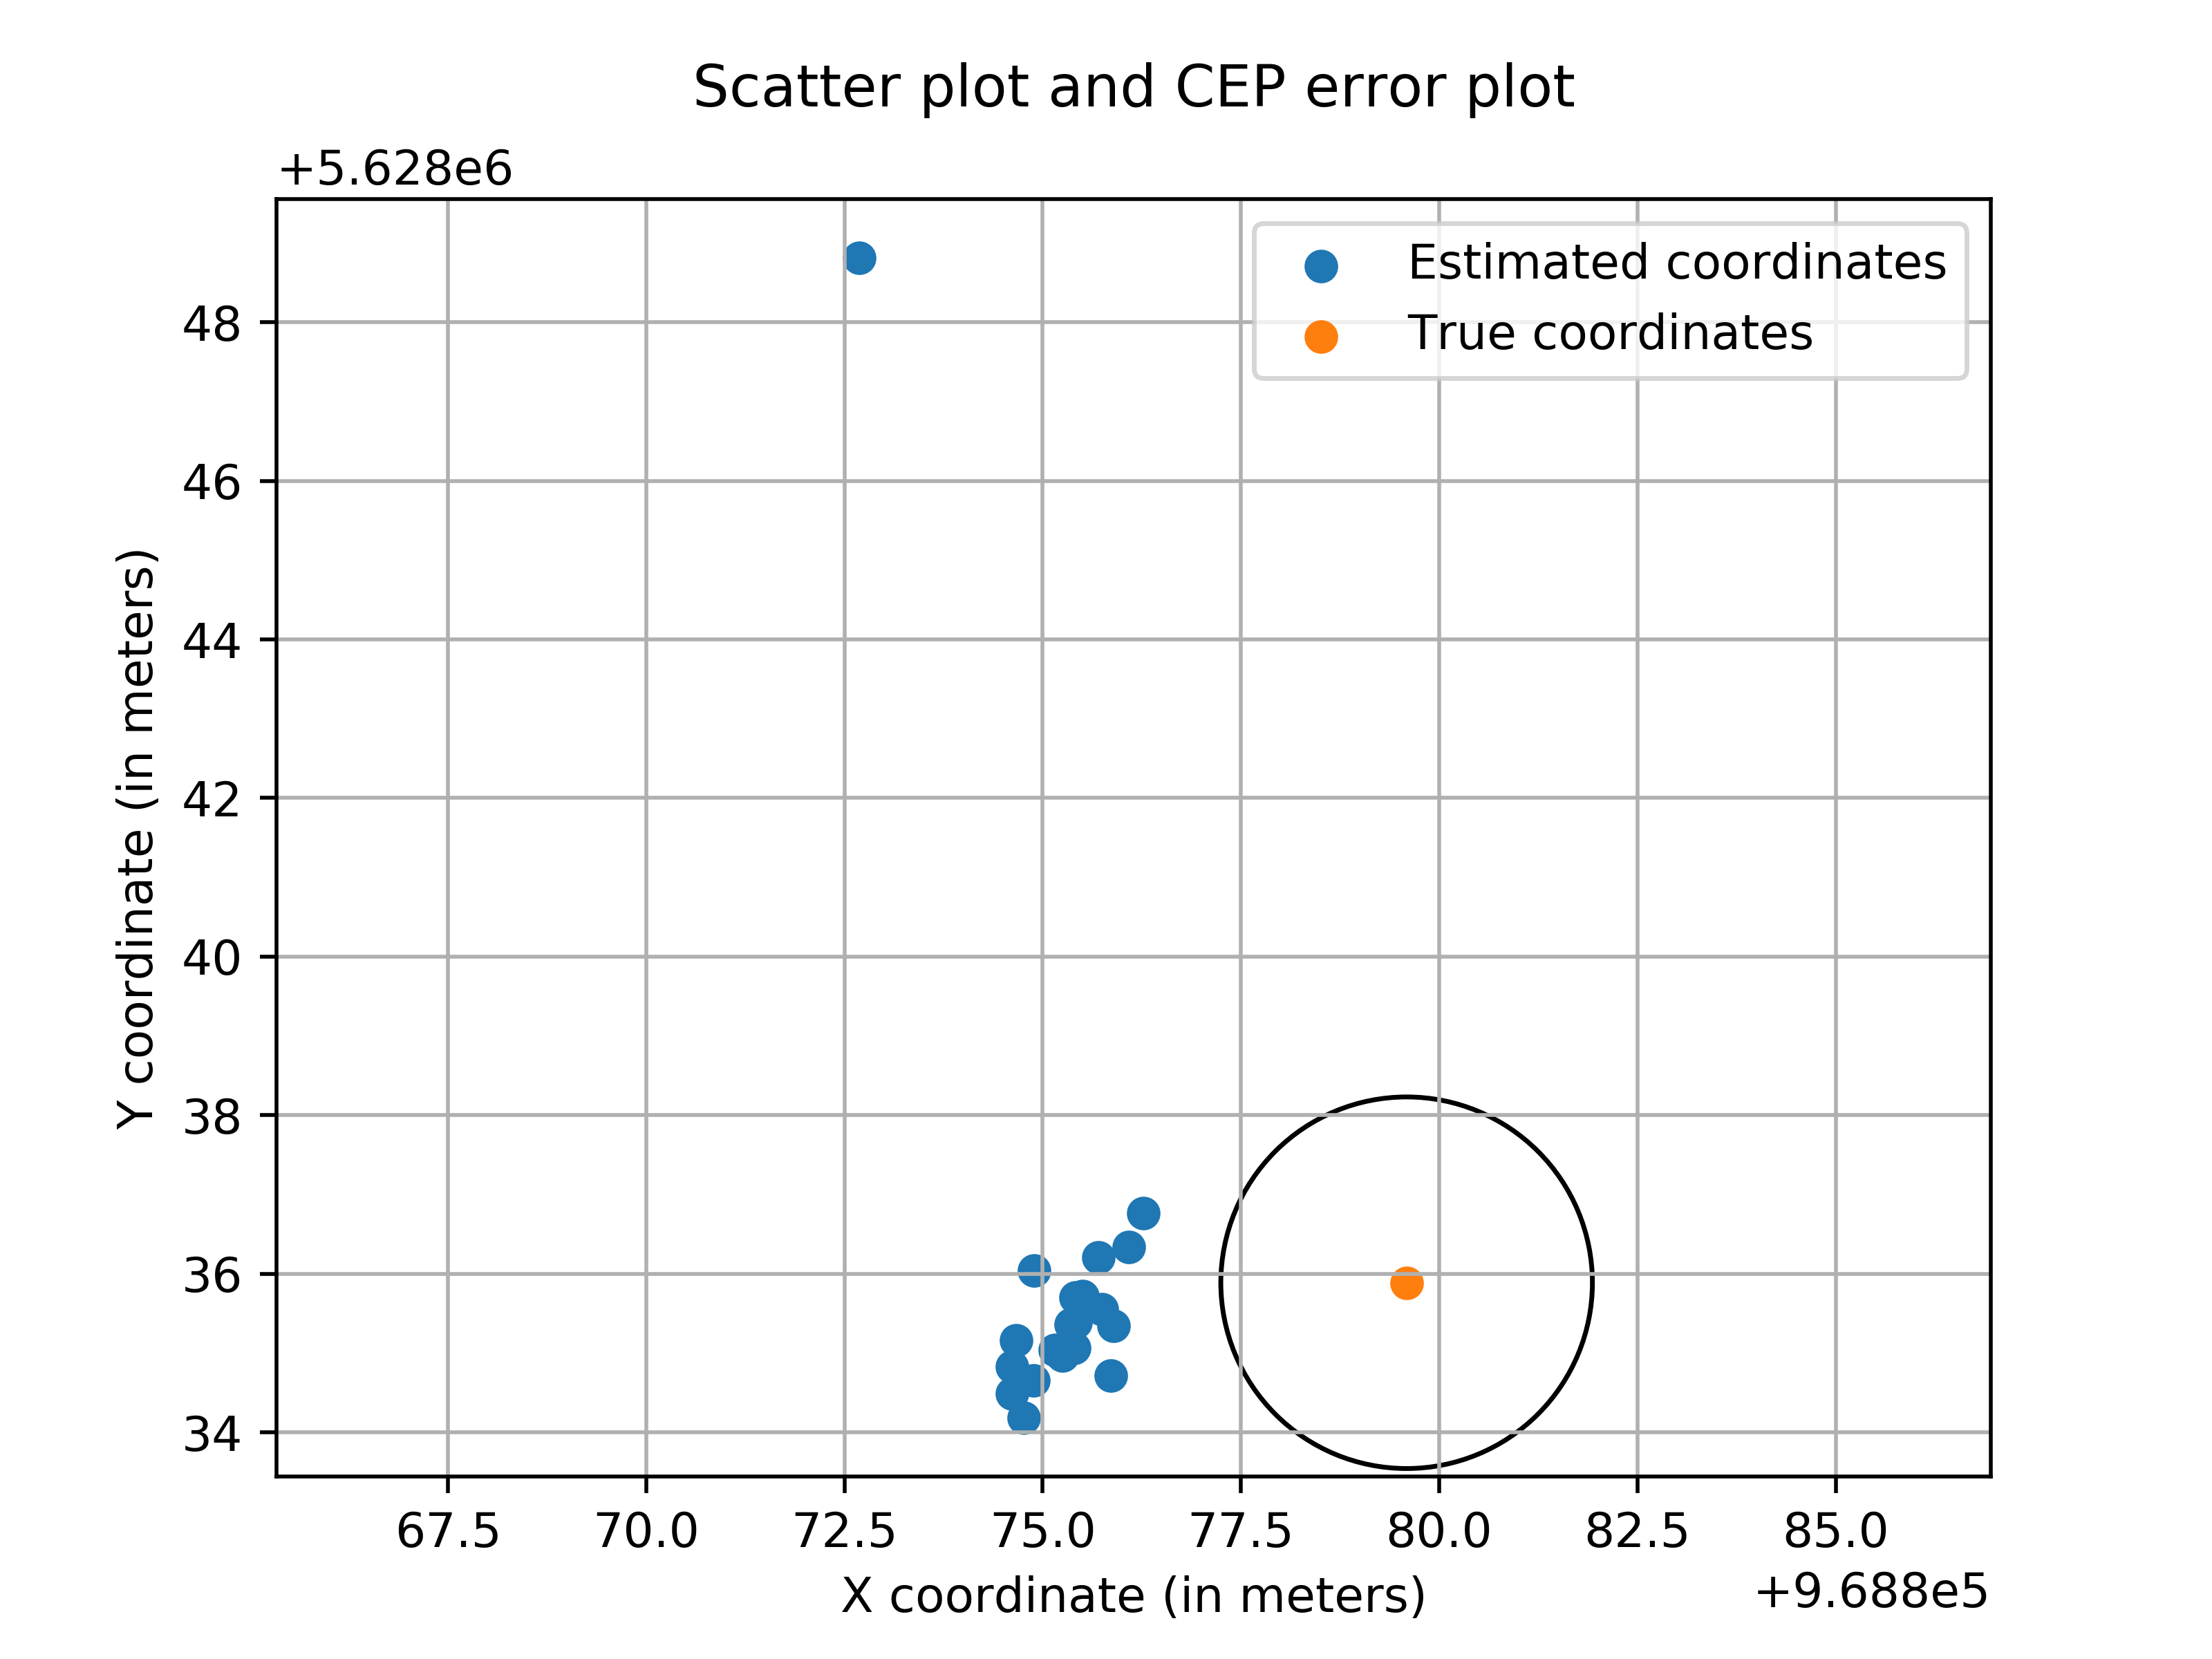 Scatter plot and CEP error plot
+5.628e6
Estimated coordinates
True coordinates
48
46
44
42
40
38
36
34
Y coordinate (in meters)
67.5 70.0 72.5 75.0 77.5 80.0 82.5 85.0
X coordinate (in meters)
+9.688e5